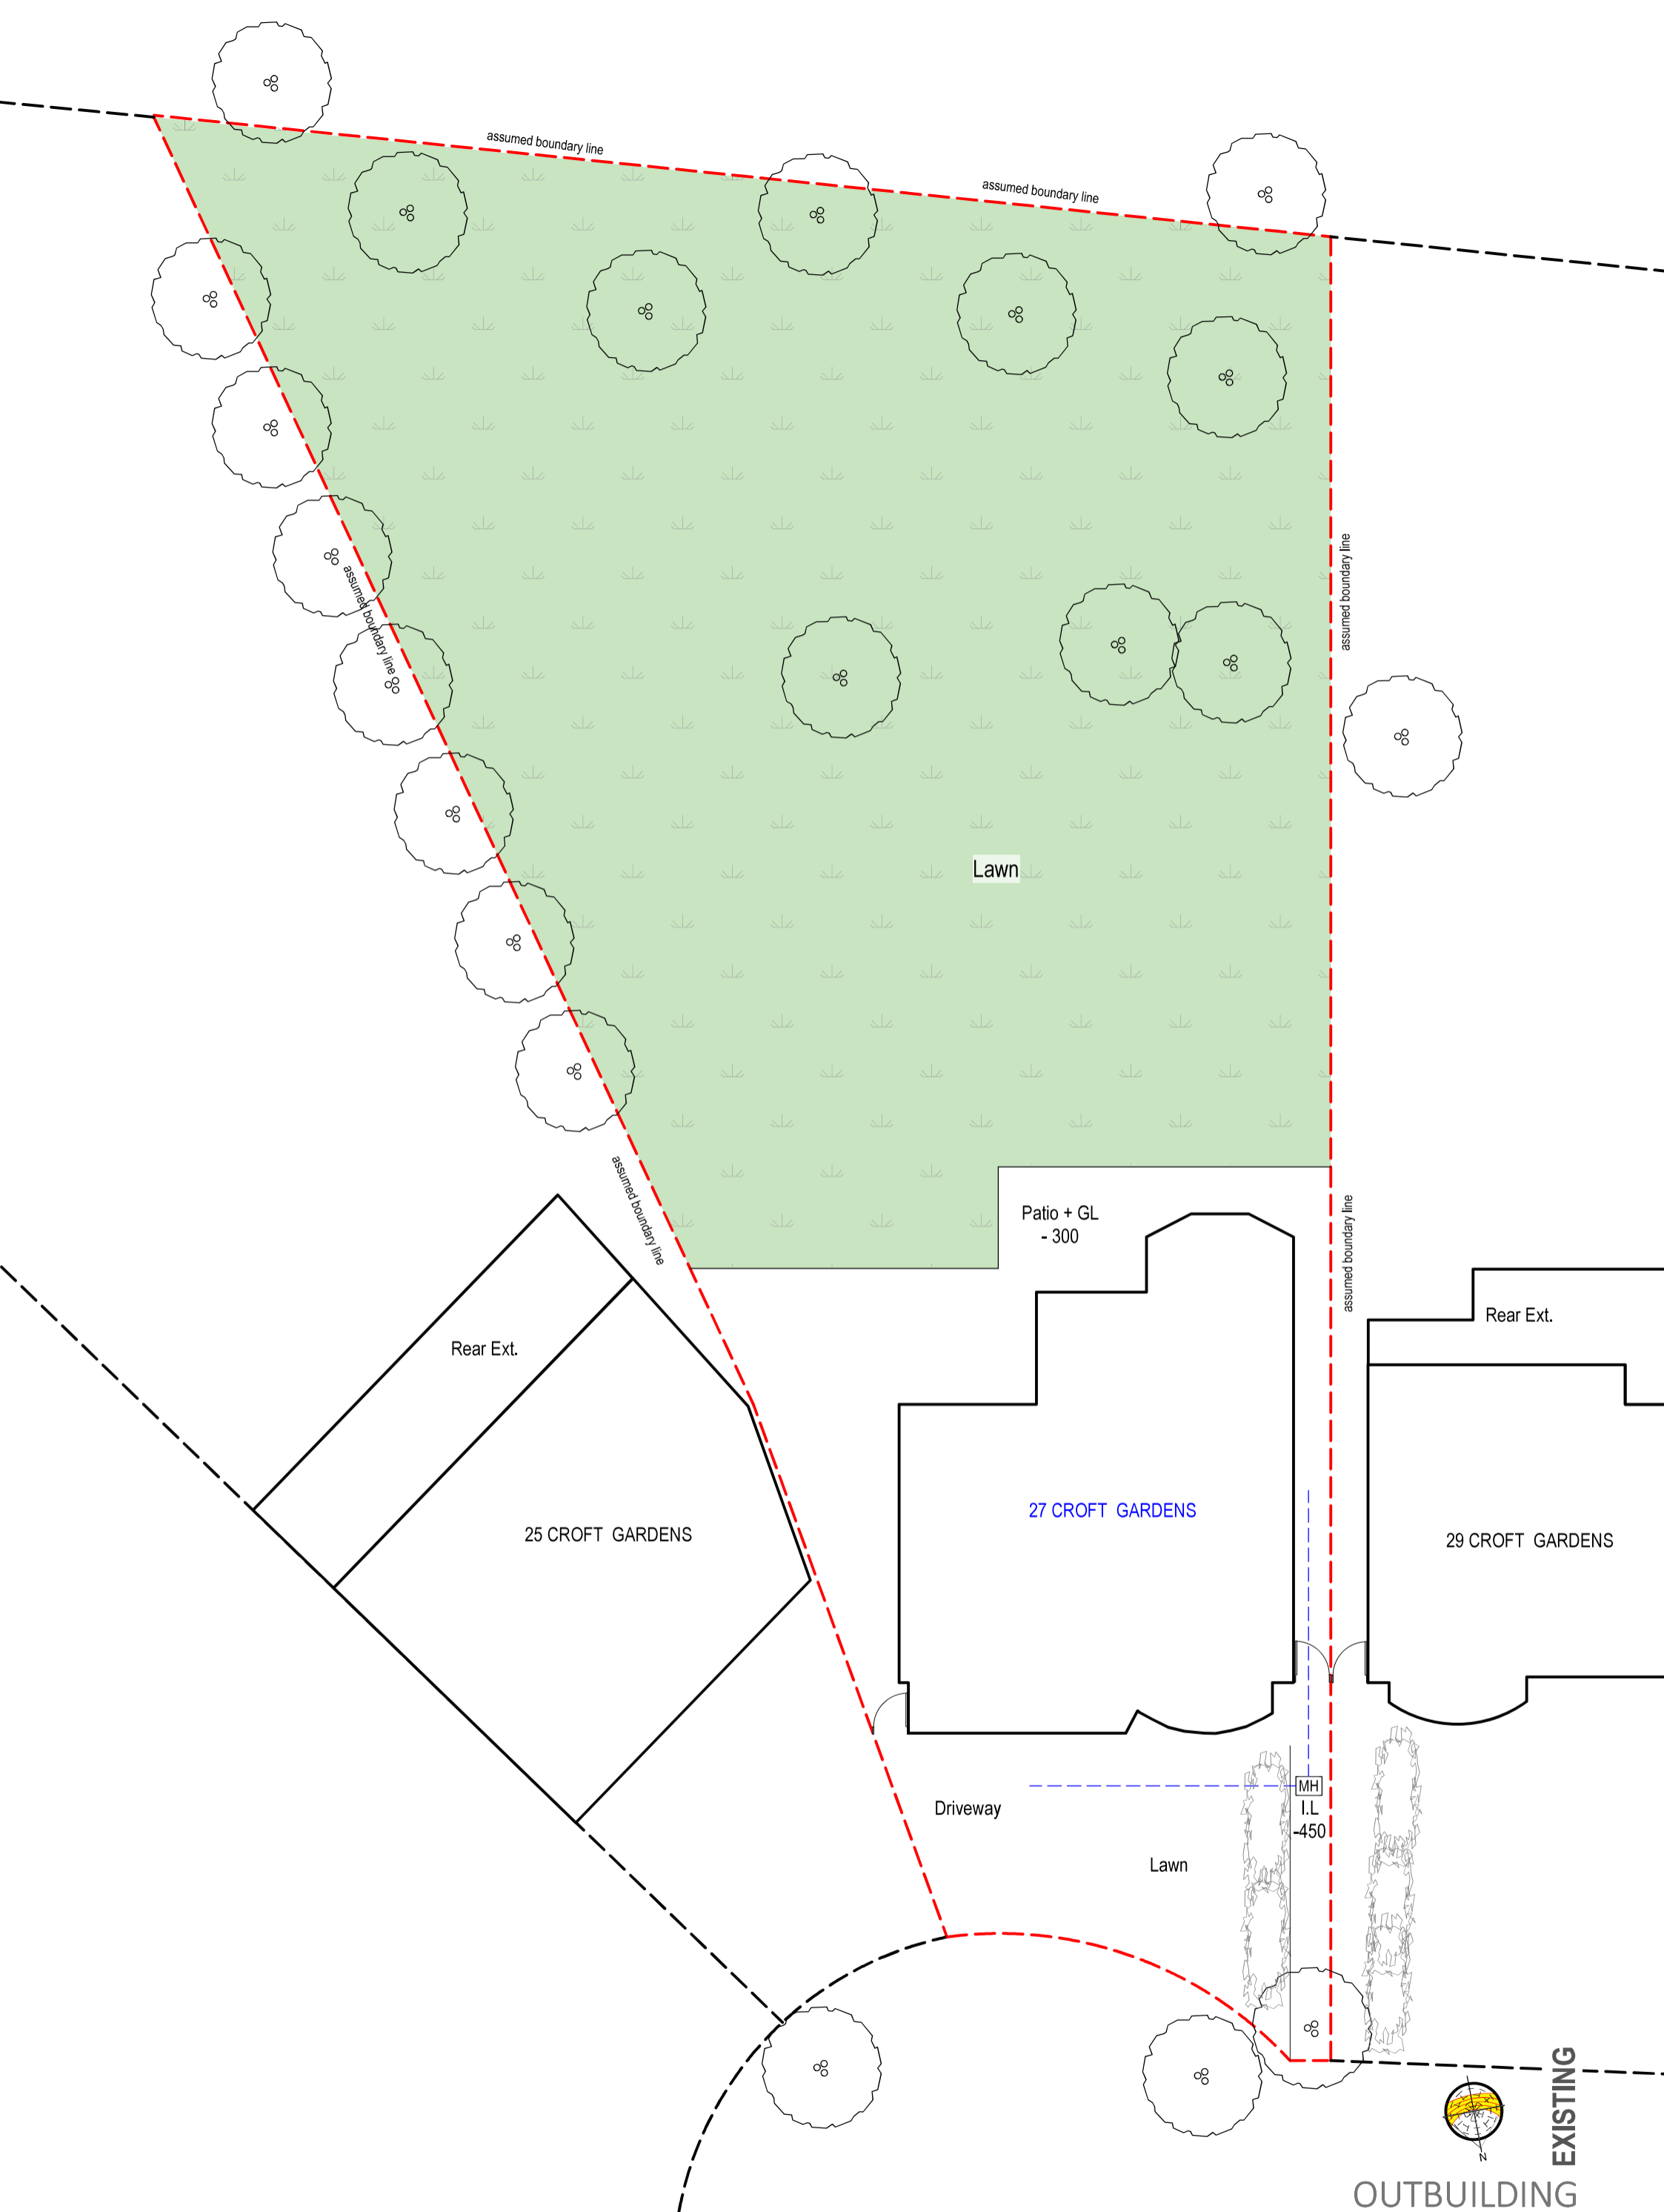 assumed boundary line
assumed boundary line
assumed boundary line
assumed boundary line
Lawn
assumed boundary line
assumed boundary line
Patio + GL
- 300
Rear Ext.
Rear Ext.
27 CROFT GARDENS
25 CROFT GARDENS
29 CROFT GARDENS
MH
I.L
-450
Driveway
Lawn
N
EXISTING
OUTBUILDING